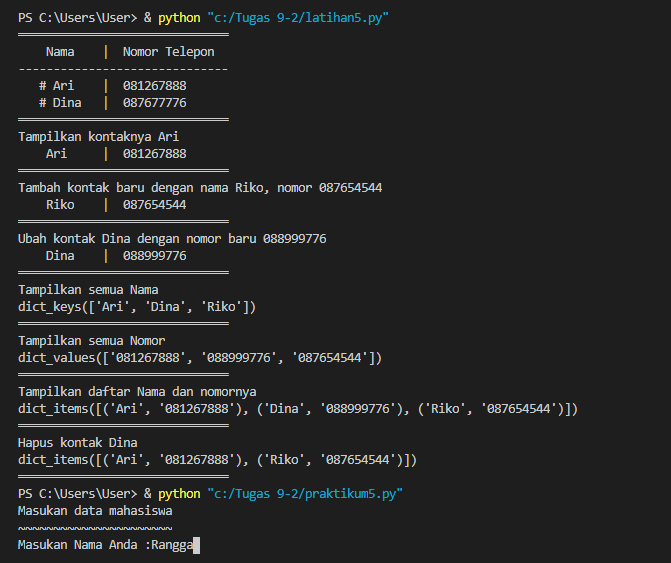 PS C:\Users\User> & python "c:/Tugas 9-2/latihan5.py"
══════════════════════════════
    Nama    |  Nomor Telepon
------------------------------
   # Ari    |  081267888
   # Dina   |  087677776
══════════════════════════════
Tampilkan kontaknya Ari
    Ari     |  081267888
══════════════════════════════
Tambah kontak baru dengan nama Riko, nomor 087654544
    Riko    |  087654544
══════════════════════════════
Ubah kontak Dina dengan nomor baru 088999776
    Dina    |  088999776
══════════════════════════════
Tampilkan semua Nama
dict_keys(['Ari', 'Dina', 'Riko'])
══════════════════════════════
Tampilkan semua Nomor
dict_values(['081267888', '088999776', '087654544'])
══════════════════════════════
Tampilkan daftar Nama dan nomornya
dict_items([('Ari', '081267888'), ('Dina', '088999776'), ('Riko', '087654544')])
══════════════════════════════
Hapus kontak Dina
dict_items([('Ari', '081267888'), ('Riko', '087654544')])
══════════════════════════════
PS C:\Users\User> & python "c:/Tugas 9-2/praktikum5.py"
Masukan data mahasiswa
~~~~~~~~~~~~~~~~~~~~~~
Masukan Nama Anda :Rangga